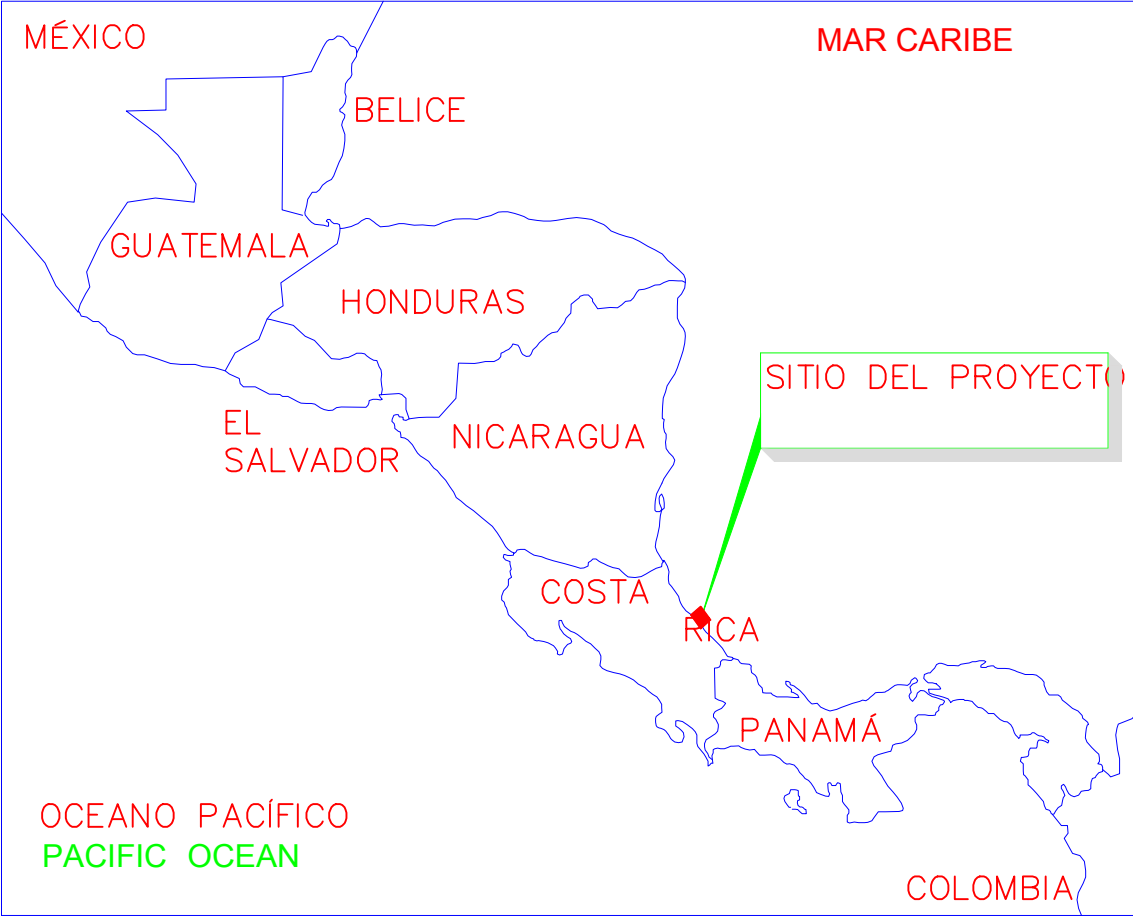 MÉXICO
MAR CARIBE
BELICE
GUATEMALA
HONDURAS
SITIO DEL PROYECTO
EL
SALVADOR
NICARAGUA
COSTA
RICA
PANAMÁ
OCEANO PACÍFICO
PACIFIC OCEAN
COLOMBIA